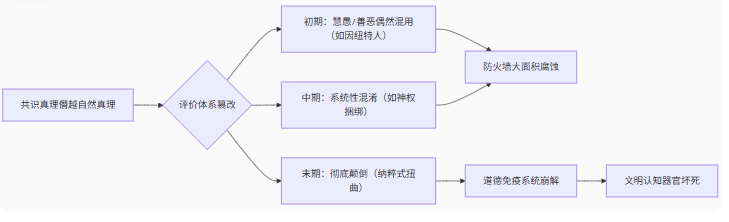 初期：慧愚/善恶偶然混用
（如因纽特人）
防火墙大面积腐蚀
共识真理僭越自然真理
评价体系篡改
中期：系统性混淆（如神权
捆绑）
末期：彻底颠倒（纳粹式扭
曲）
道德免疫系统崩解
文明认知器官坏死